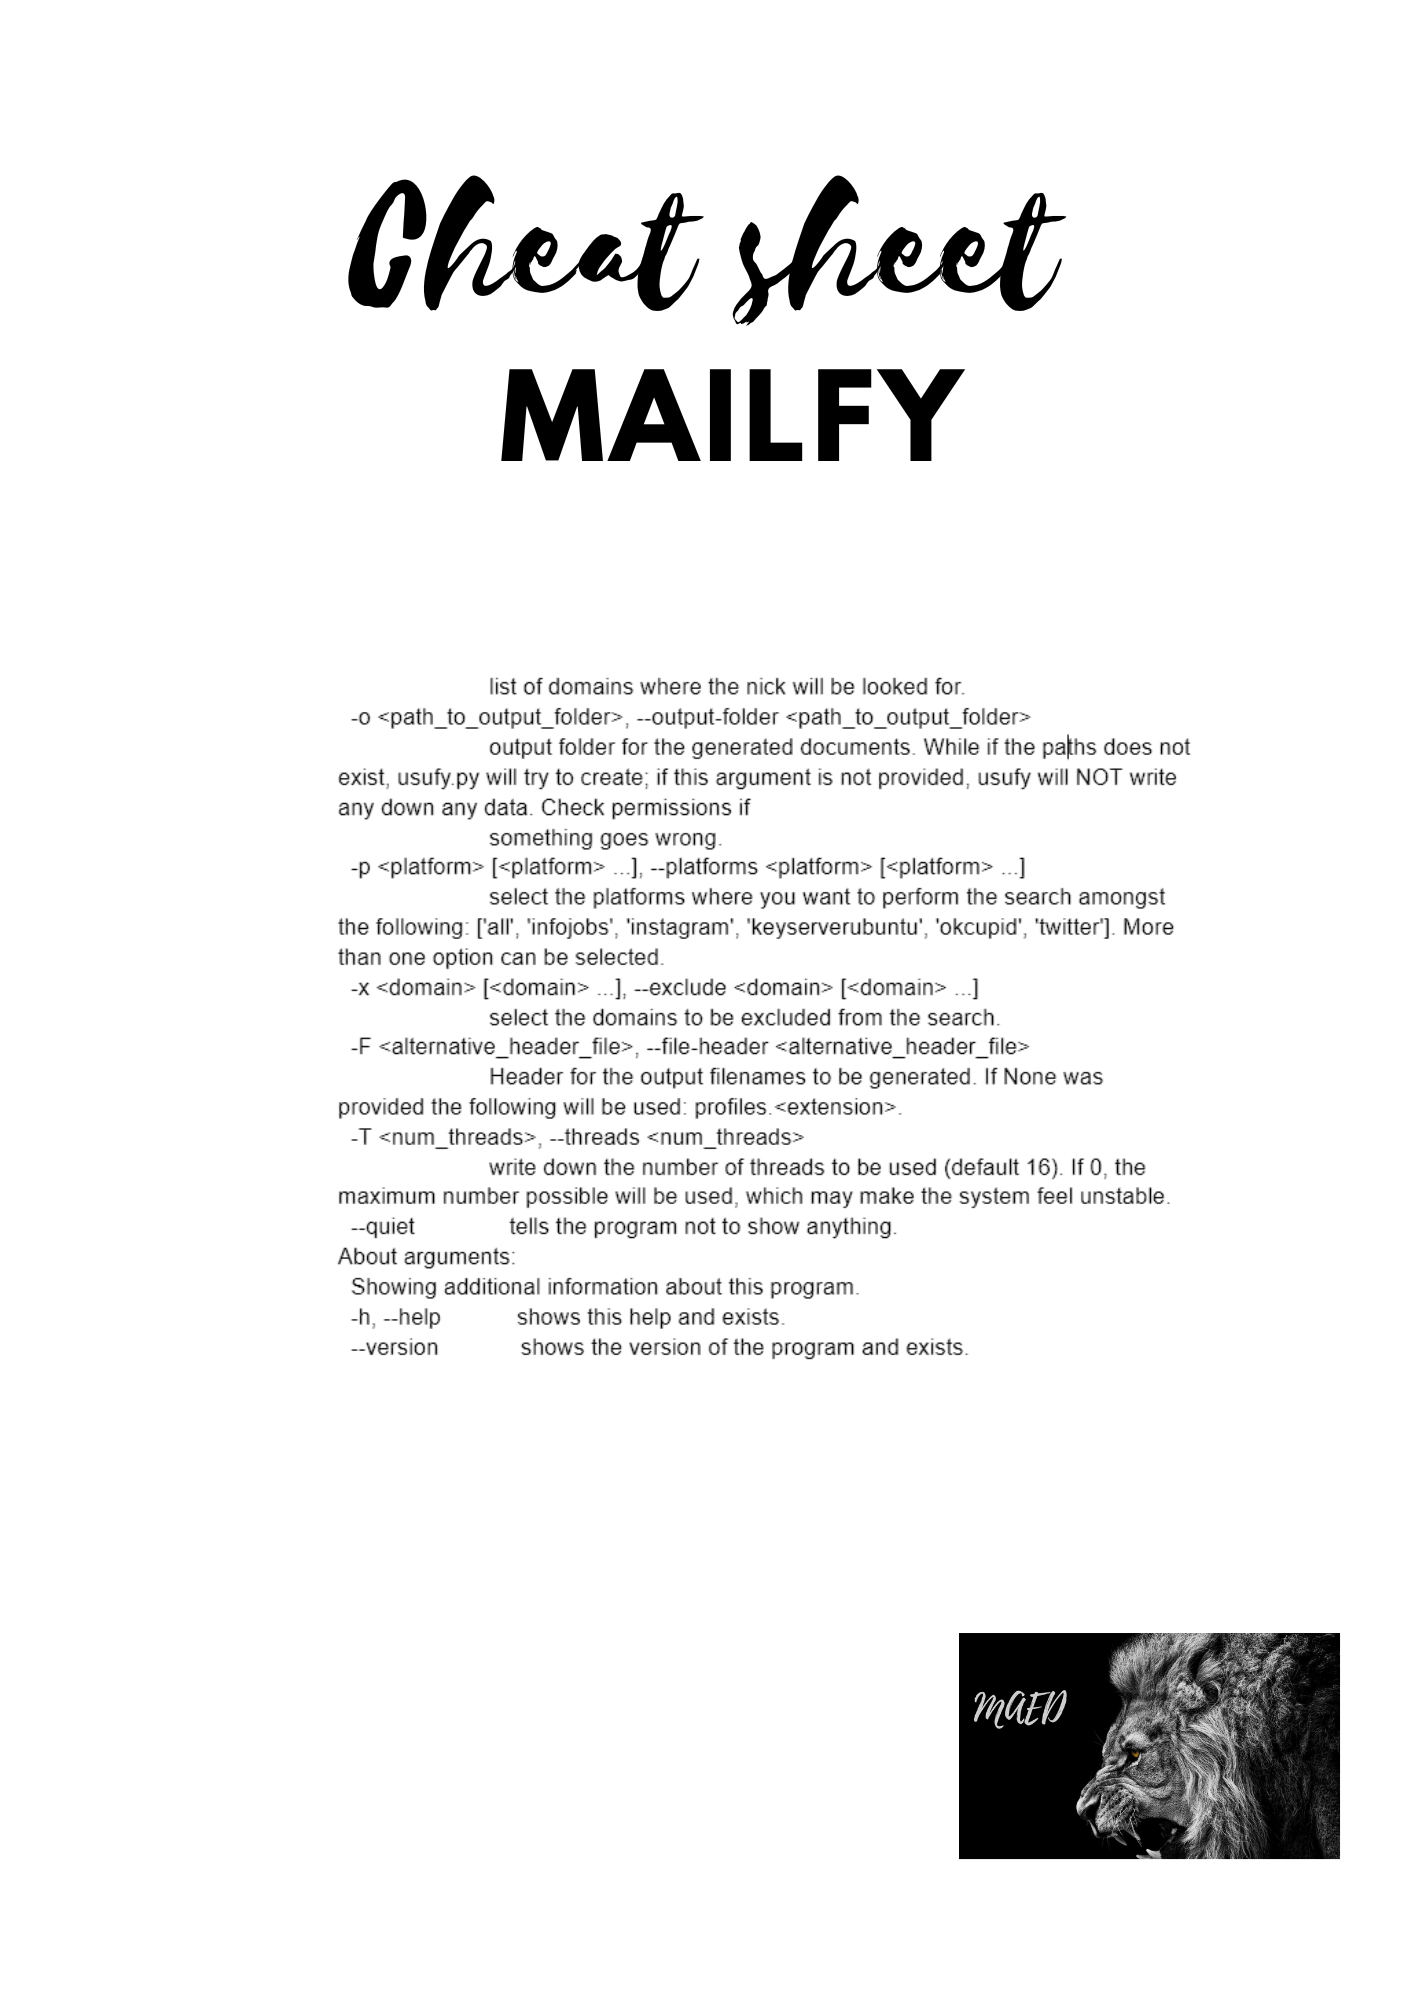 Cheat sheet
MAILFY
list of domains where the nick will be looked for.
-o <path_to_output_folder>, --output-folder <path_to_output_folder>
output folder for the generated documents. While if the paths does not
exist, usufy.py will try to create; if this argument is not provided, usufy will NOT write
any down any data. Check permissions if
something goes wrong.
-p <platform> [<platform> ...], --platforms <platform> [<platform> ...]
select the platforms where you want to perform the search amongst
the following: ['all', 'infojobs', 'instagram', 'keyserverubuntu', 'okcupid', 'twitter']. More
than one option can be selected.
-x <domain> [<domain> ...], --exclude <domain> [<domain> ...]
select the domains to be excluded from the search.
-F <alternative_header_file>, --file-header <alternative_header_file>
Header for the output filenames to be generated. If None was
provided the following will be used: profiles.<extension>.
-T <num_threads>, --threads <num_threads>
write down the number of threads to be used (default 16). If 0, the
maximum number possible will be used, which may make the system feel unstable.
--quiet tells the program not to show anything.
About arguments:
Showing additional information about this program.
-h, --help shows this help and exists.
--version shows the version of the program and exists.
MAED